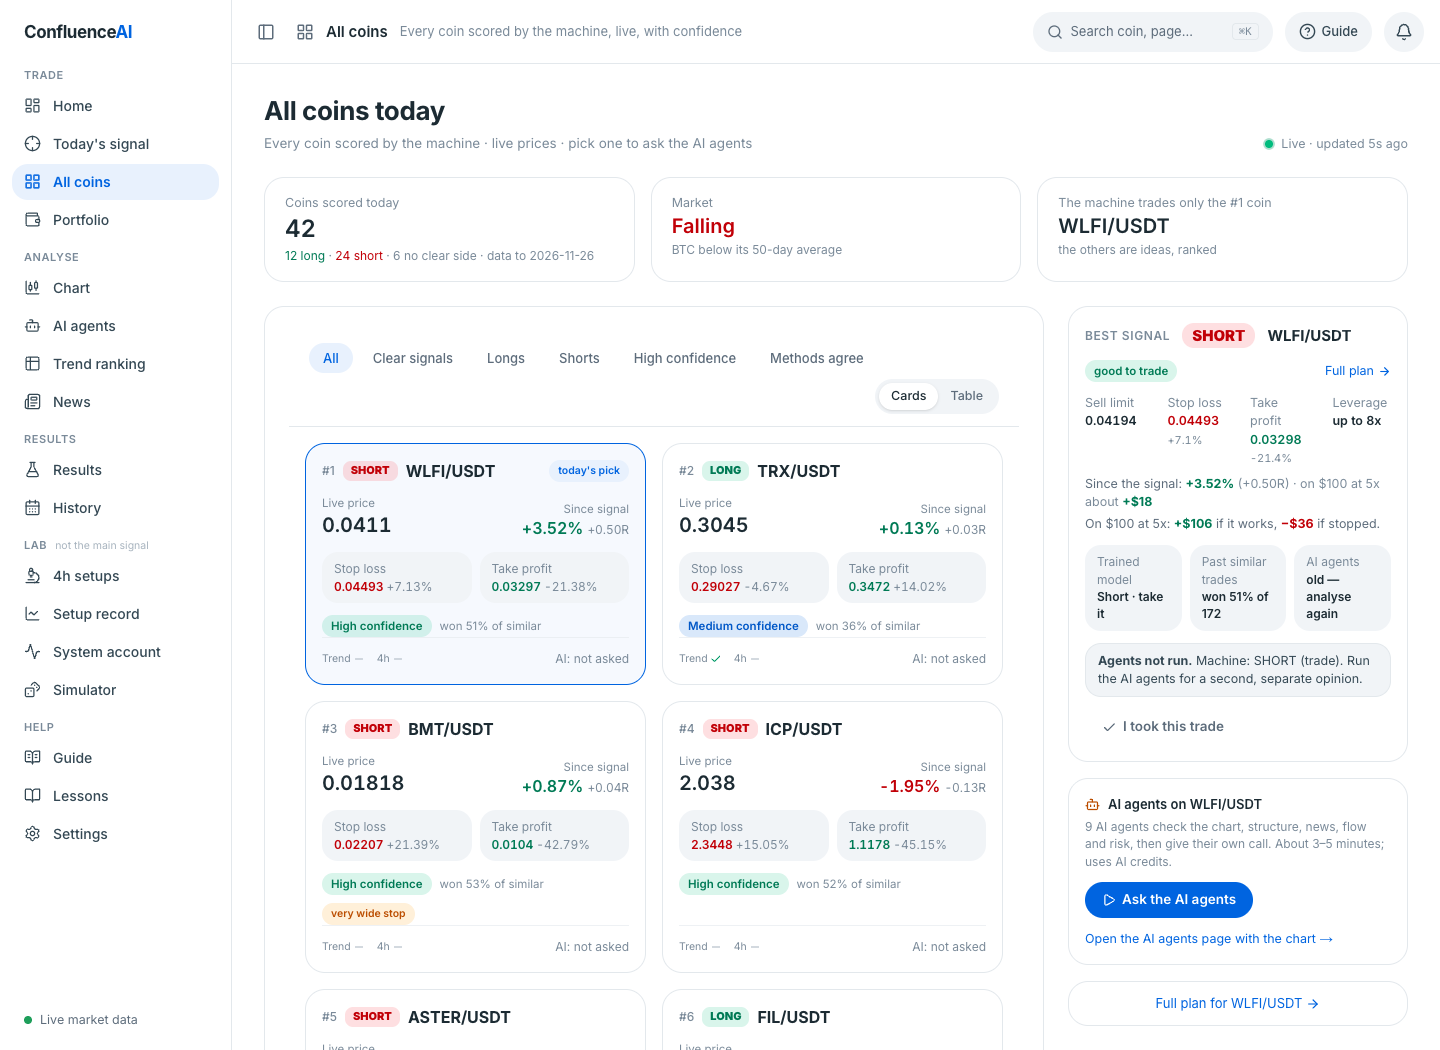 ConfluenceAI
TRADE
Home
Today's signal
All coins
Portfolio
ANALYSE
Chart
AI agents
Trend ranking
News
RESULTS
Results
History
LAB not the main signal
4h setups
Setup record
System account
Simulator
HELP
Guide
Lessons
Settings
Live market data
All coins Every coin scored by the machine, live, with confidence
Search coin, page... ⌘K
Guide
All coins today
Every coin scored by the machine · live prices · pick one to ask the AI agents
Live · updated 5s ago
Coins scored today
42
12 long · 24 short · 6 no clear side · data to 2026-11-26
Market
Falling
BTC below its 50-day average
The machine trades only the #1 coin
WLFI/USDT
the others are ideas, ranked
All Clear signals Longs Shorts High confidence Methods agree
Cards Table
#1 SHORT WLFI/USDT today's pick
Live price
0.0411
Since signal
+3.52% +0.50R
Stop loss
0.04493 +7.13%
Take profit
0.03297 -21.38%
High confidence won 51% of similar
Trend — 4h — AI: not asked
#2 LONG TRX/USDT
Live price
0.3045
Since signal
+0.13% +0.03R
Stop loss
0.29027 -4.67%
Take profit
0.3472 +14.02%
Medium confidence won 36% of similar
Trend ✓ 4h — AI: not asked
#3 SHORT BMT/USDT
Live price
0.01818
Since signal
+0.87% +0.04R
Stop loss
0.02207 +21.39%
Take profit
0.0104 -42.79%
High confidence won 53% of similar
very wide stop
Trend — 4h — AI: not asked
#4 SHORT ICP/USDT
Live price
2.038
Since signal
-1.95% -0.13R
Stop loss
2.3448 +15.05%
Take profit
1.1178 -45.15%
High confidence won 52% of similar
Trend — 4h — AI: not asked
#5 SHORT ASTER/USDT
Live price
#6 LONG FIL/USDT
Live price
BEST SIGNAL SHORT WLFI/USDT
good to trade
Full plan →
Sell limit
0.04194
Stop loss
0.04493
+7.1%
Take
profit
0.03298
-21.4%
Leverage
up to 8x
Since the signal: +3.52% (+0.50R) · on $100 at 5x
about +$18
On $100 at 5x: +$106 if it works, −$36 if stopped.
Trained
model
Short · take
it
Past similar
trades
won 51% of
172
AI agents
old —
analyse
again
Agents not run. Machine: SHORT (trade). Run
the AI agents for a second, separate opinion.
✓ I took this trade
AI agents on WLFI/USDT
9 AI agents check the chart, structure, news, flow
and risk, then give their own call. About 3–5 minutes;
uses AI credits.
Ask the AI agents
Open the AI agents page with the chart →
Full plan for WLFI/USDT →